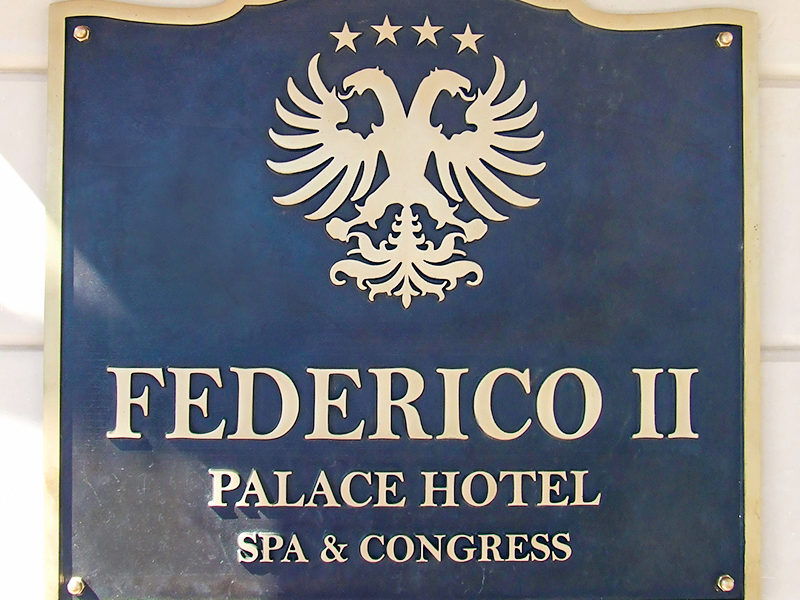 FEDERICO II
PALACE HOTEL
SPA & CONGRESS